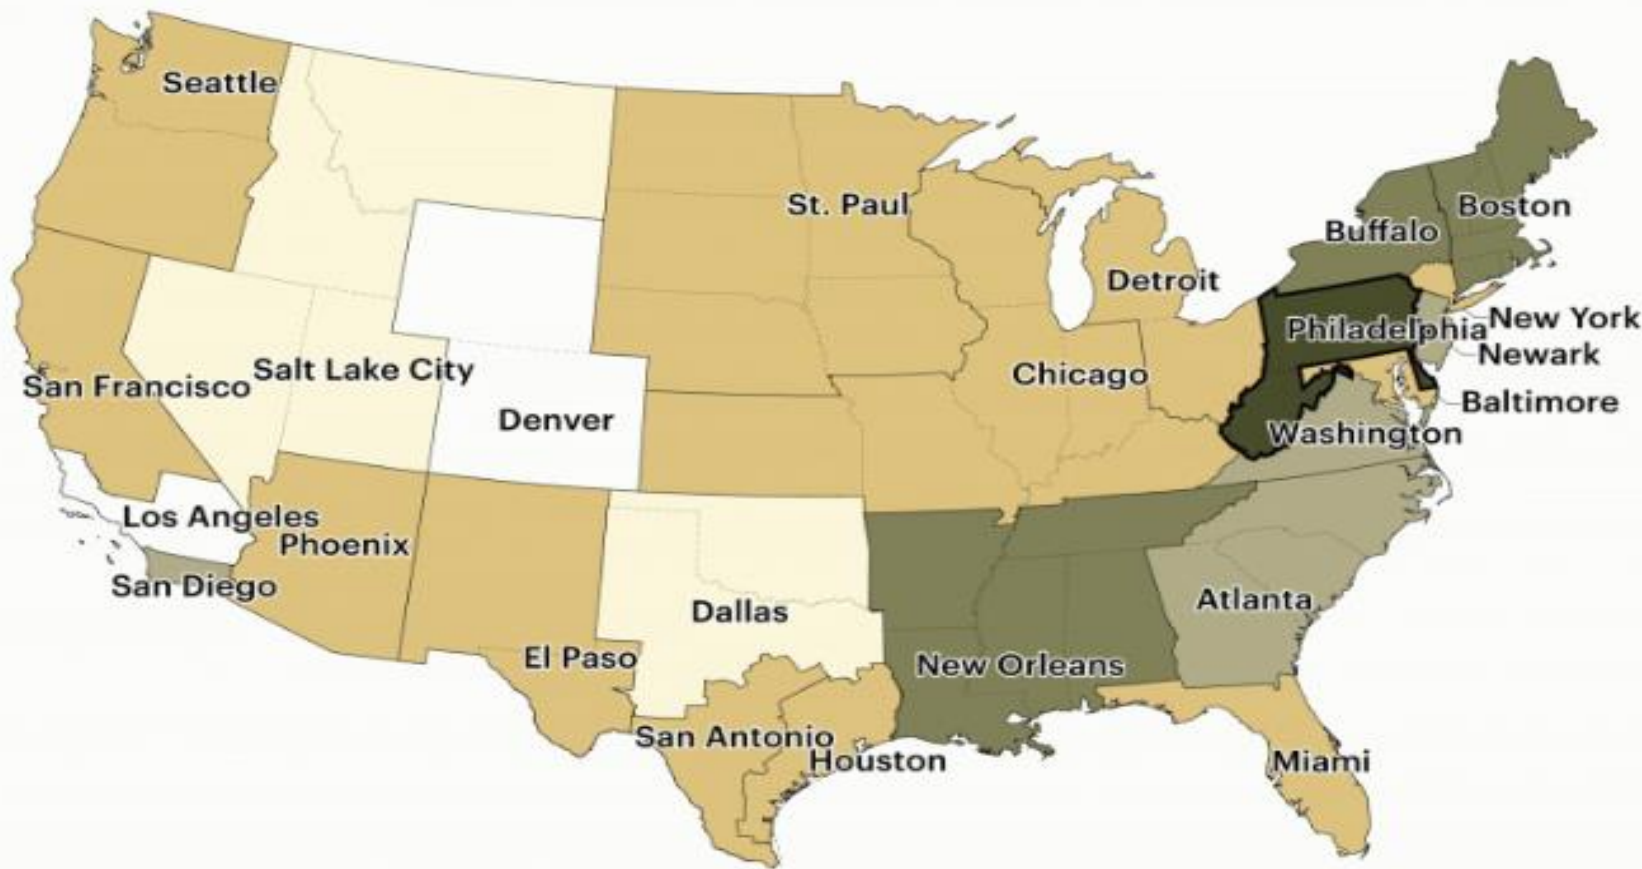 Seattle
St. Paul
Boston
Buffalo
Detroit
New York
Philadelphia
Newark
Salt Lake City
Chicago
San Francisco
Baltimore
Denver
Washington
Los Angeles
Phoenix
San Diego
Atlanta
Dallas
El Paso
New Orleans
San Antonio
Houston
Miami